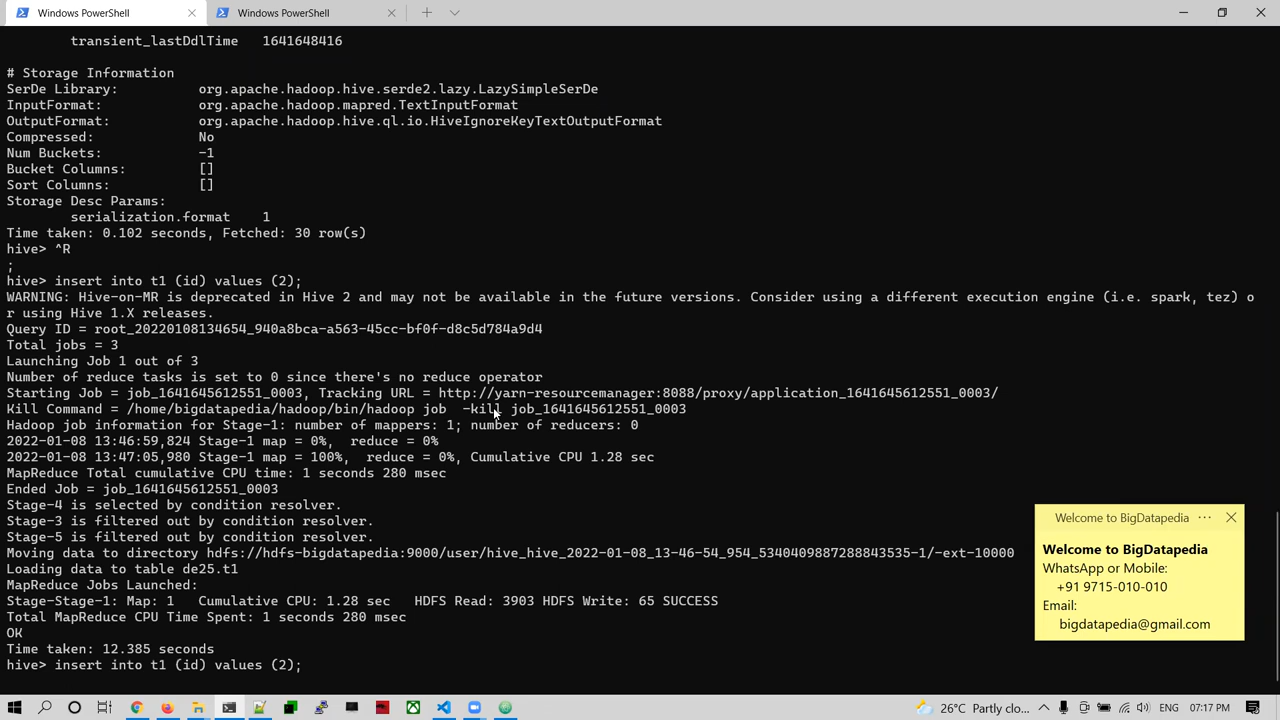 Windows PowerShell
Windows PowerShell
transient_lastDdlTime 1641648416
# Storage Information
SerDe Library: org.apache.hadoop.hive.serde2.lazy.LazySimpleSerDe
InputFormat: org.apache.hadoop.mapred.TextInputFormat
OutputFormat: org.apache.hadoop.hive.ql.io.HiveIgnoreKeyTextOutputFormat
Compressed: No
Num Buckets: -1
Bucket Columns: []
Sort Columns: []
Storage Desc Params:
serialization.format 1
Time taken: 0.102 seconds, Fetched: 30 row(s)
hive> ^R
;
hive> insert into t1 (id) values (2);
WARNING: Hive-on-MR is deprecated in Hive 2 and may not be available in the future versions. Consider using a different execution engine (i.e. spark, tez) o
r using Hive 1.X releases.
Query ID = root_20220108134654_940a8bca-a563-45cc-bf0f-d8c5d784a9d4
Total jobs = 3
Launching Job 1 out of 3
Number of reduce tasks is set to 0 since there's no reduce operator
Starting Job = job_1641645612551_0003, Tracking URL = http://yarn-resourcemanager:8088/proxy/application_1641645612551_0003/
Kill Command = /home/bigdatapedia/hadoop/bin/hadoop job  -kill job_1641645612551_0003
Hadoop job information for Stage-1: number of mappers: 1; number of reducers: 0
2022-01-08 13:46:59,824 Stage-1 map = 0%,  reduce = 0%
2022-01-08 13:47:05,980 Stage-1 map = 100%,  reduce = 0%, Cumulative CPU 1.28 sec
MapReduce Total cumulative CPU time: 1 seconds 280 msec
Ended Job = job_1641645612551_0003
Stage-4 is selected by condition resolver.
Stage-3 is filtered out by condition resolver.
Stage-5 is filtered out by condition resolver.
Moving data to directory hdfs://hdfs-bigdatapedia:9000/user/hive_hive_2022-01-08_13-46-54_954_5340409887288843535-1/-ext-10000
Loading data to table de25.t1
MapReduce Jobs Launched:
Stage-Stage-1: Map: 1   Cumulative CPU: 1.28 sec   HDFS Read: 3903 HDFS Write: 65 SUCCESS
Total MapReduce CPU Time Spent: 1 seconds 280 msec
OK
Time taken: 12.385 seconds
hive> insert into t1 (id) values (2);
Welcome to BigDatapedia
Welcome to BigDatapedia
WhatsApp or Mobile:
+91 9715-010-010
Email:
bigdatapedia@gmail.com
26°C Partly clo... ENG 07:17 PM